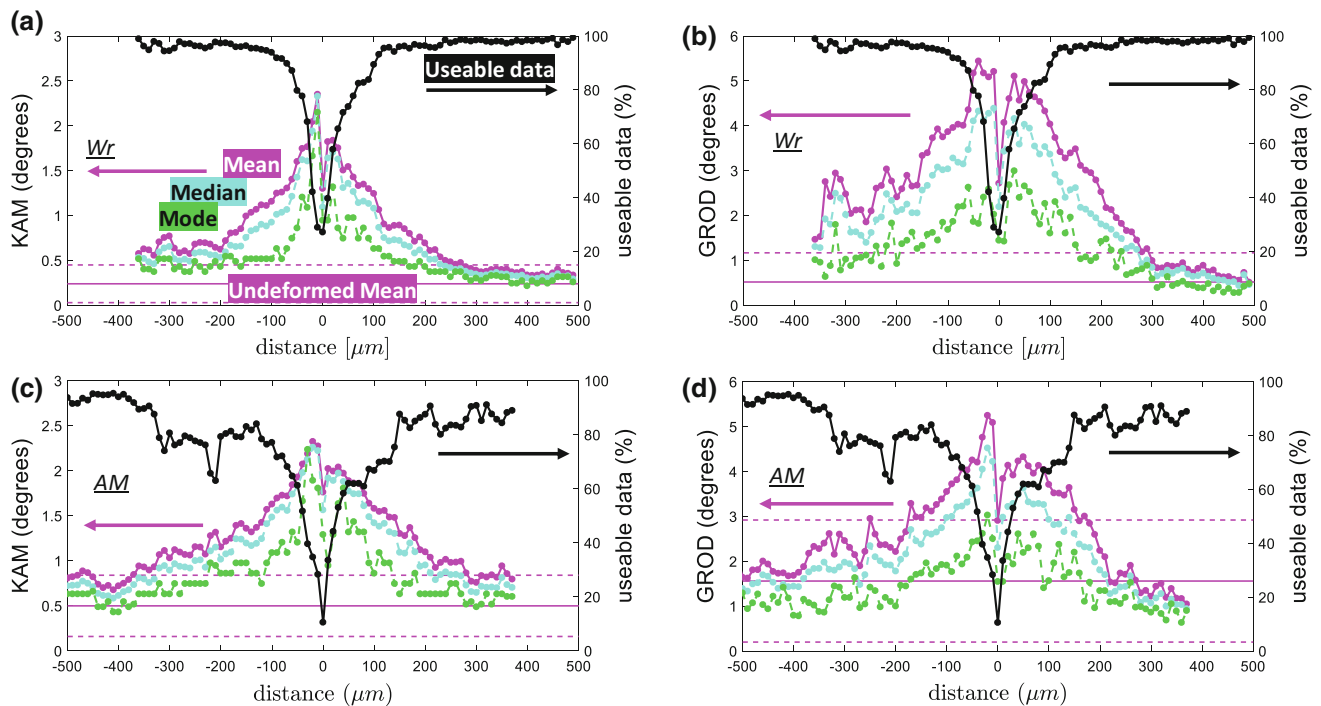 (a)
KAM (degrees)
3
2.5
2
1.5
1
0.5
0
Wr
Mean
Median
Mode
Useable data
Undeformed Mean
100
80
60
40
20
0
useable data (%)
-500 -400 -300 -200 -100 0 100 200 300 400 500
distance [μm]
(b)
GROD (degrees)
6
5
4
3
2
1
0
Wr
100
80
60
40
20
0
useable data (%)
-500 -400 -300 -200 -100 0 100 200 300 400 500
distance [μm]
(c)
KAM (degrees)
3
2.5
2
1.5
1
0.5
0
AM
100
80
60
40
20
0
useable data (%)
-500 -400 -300 -200 -100 0 100 200 300 400 500
distance (μm)
(d)
GROD (degrees)
6
5
4
3
2
1
0
AM
100
80
60
40
20
0
useable data (%)
-500 -400 -300 -200 -100 0 100 200 300 400 500
distance (μm)